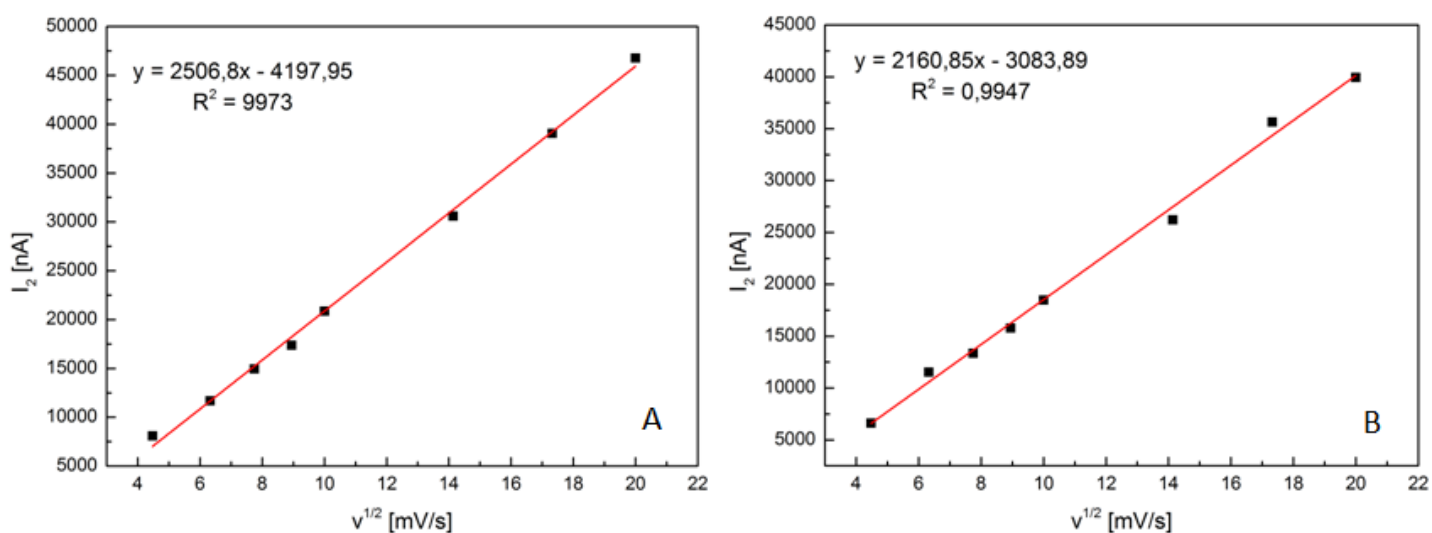 y = 2506,8x - 4197,95
R² = 9973
50000
45000
40000
35000
30000
25000
20000
15000
10000
5000
I₂ [nA]
4 6 8 10 12 14 16 18 20 22
v^1/2 [mV/s]
A
y = 2160,85x - 3083,89
R² = 0,9947
45000
40000
35000
30000
25000
20000
15000
10000
5000
I₂ [nA]
4 6 8 10 12 14 16 18 20 22
v^1/2 [mV/s]
B